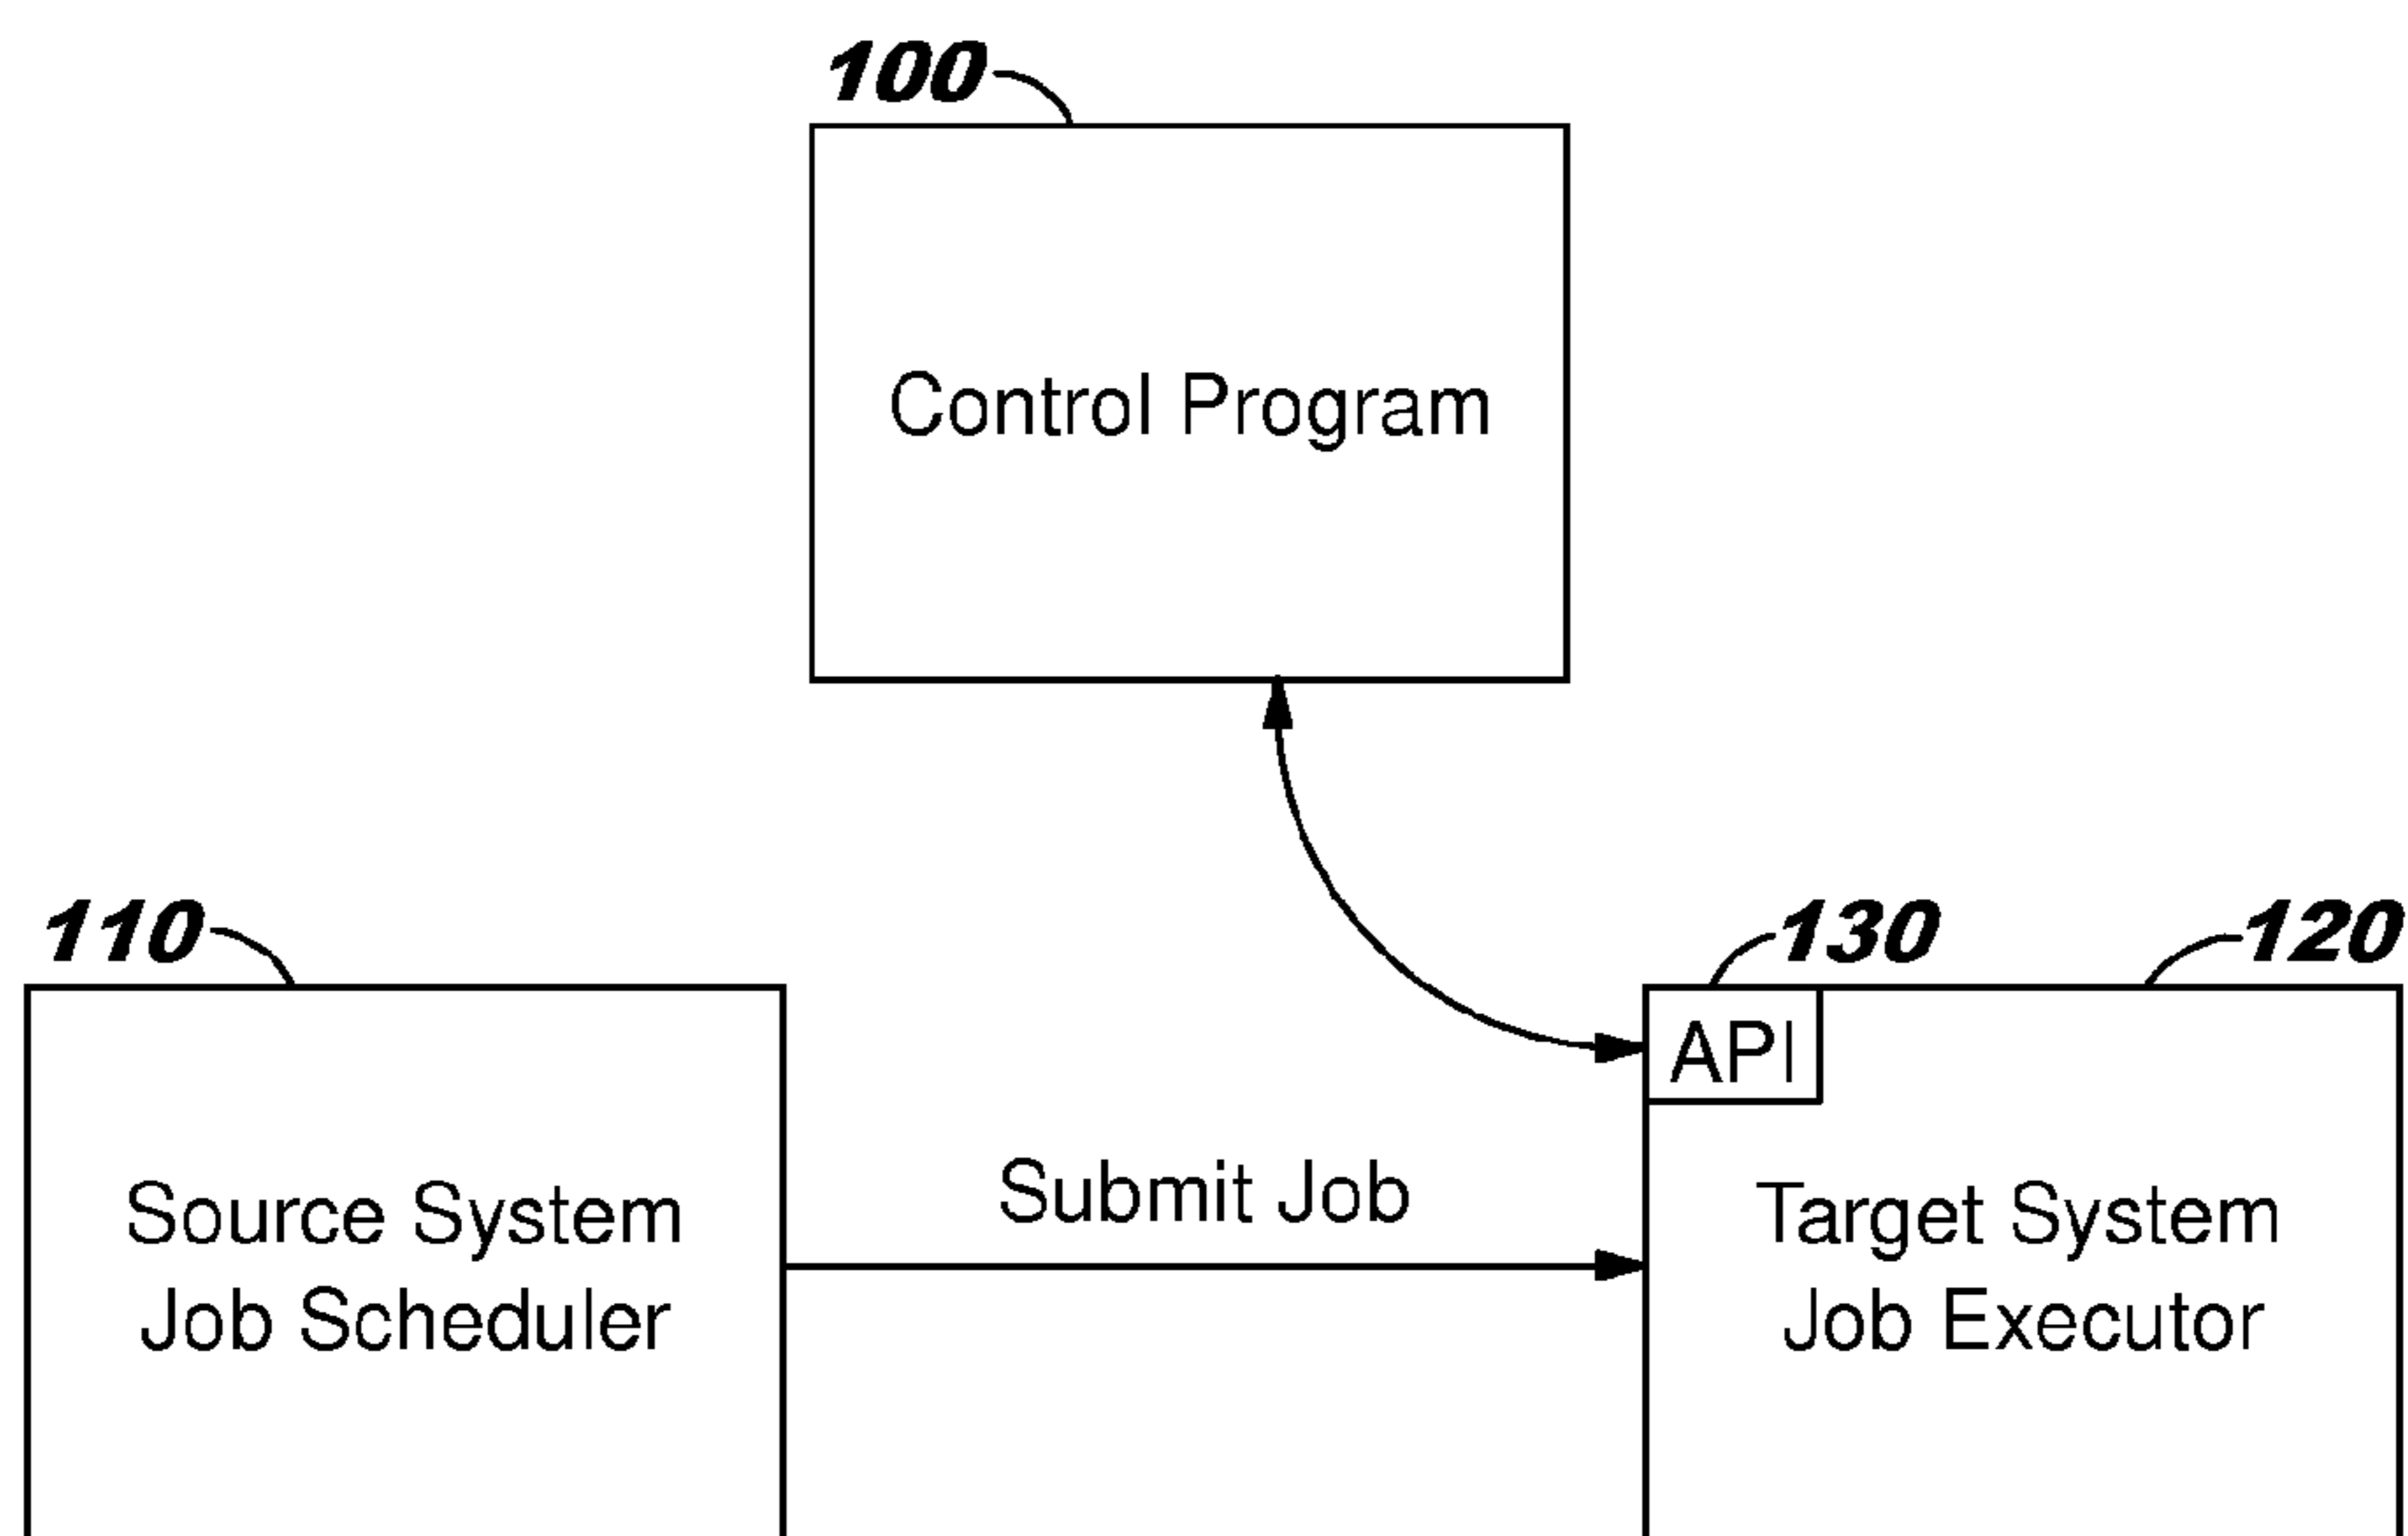 100
Control Program
110
130
120
API
Submit Job
Source System
Job Scheduler
Target System
Job Executor